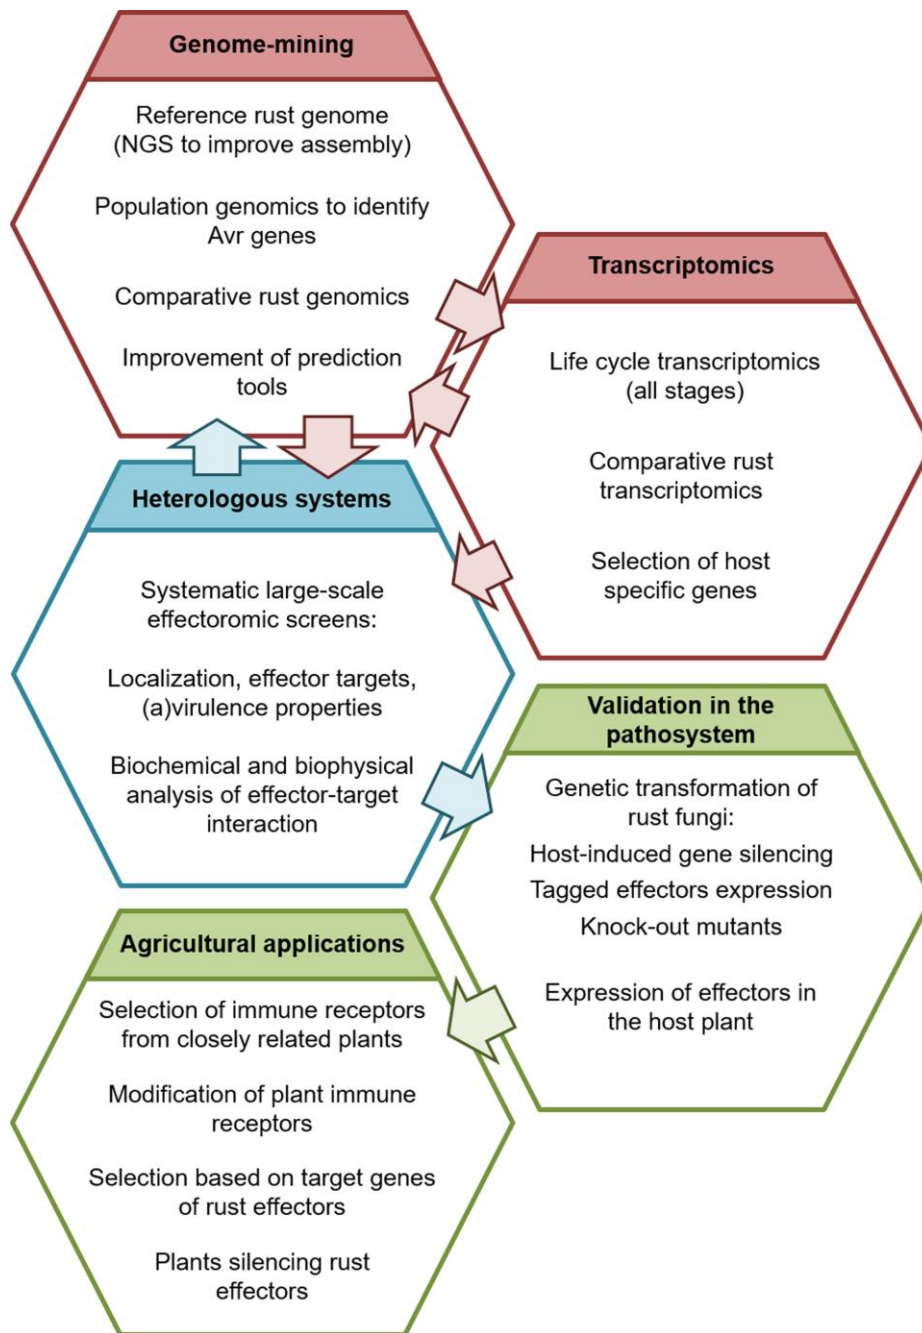 Genome-mining
Reference rust genome
(NGS to improve assembly)
Population genomics to identify
Avr genes
Comparative rust genomics
Improvement of prediction
tools
Transcriptomics
Life cycle transcriptomics
(all stages)
Comparative rust
transcriptomics
Selection of host
specific genes
Heterologous systems
Systematic large-scale
effectoromic screens:
Localization, effector targets,
(a)virulence properties
Biochemical and biophysical
analysis of effector-target
interaction
Validation in the
pathosystem
Genetic transformation of
rust fungi:
Host-induced gene silencing
Tagged effectors expression
Knock-out mutants
Expression of effectors in
the host plant
Agricultural applications
Selection of immune receptors
from closely related plants
Modification of plant immune
receptors
Selection based on target genes
of rust effectors
Plants silencing rust
effectors